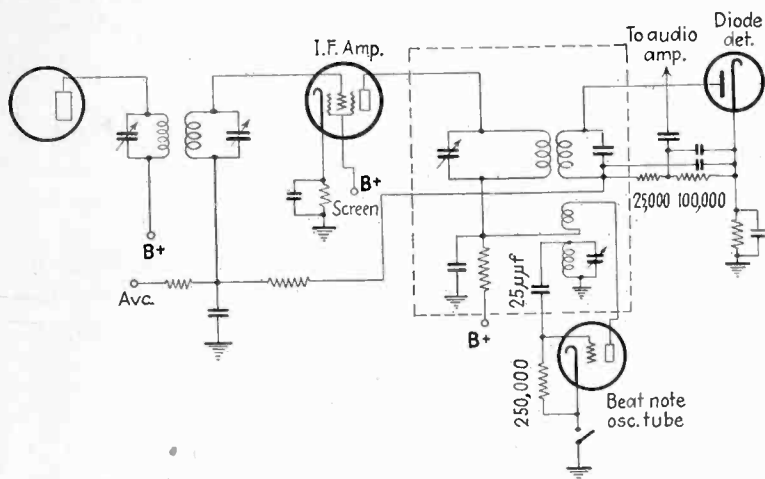 Diode
det.
To audio
amp.
I.F. Amp.
B+
Screen
B+
25,000 100,000
Avc.
25μμf
B+
250,000
Beat note
osc. tube